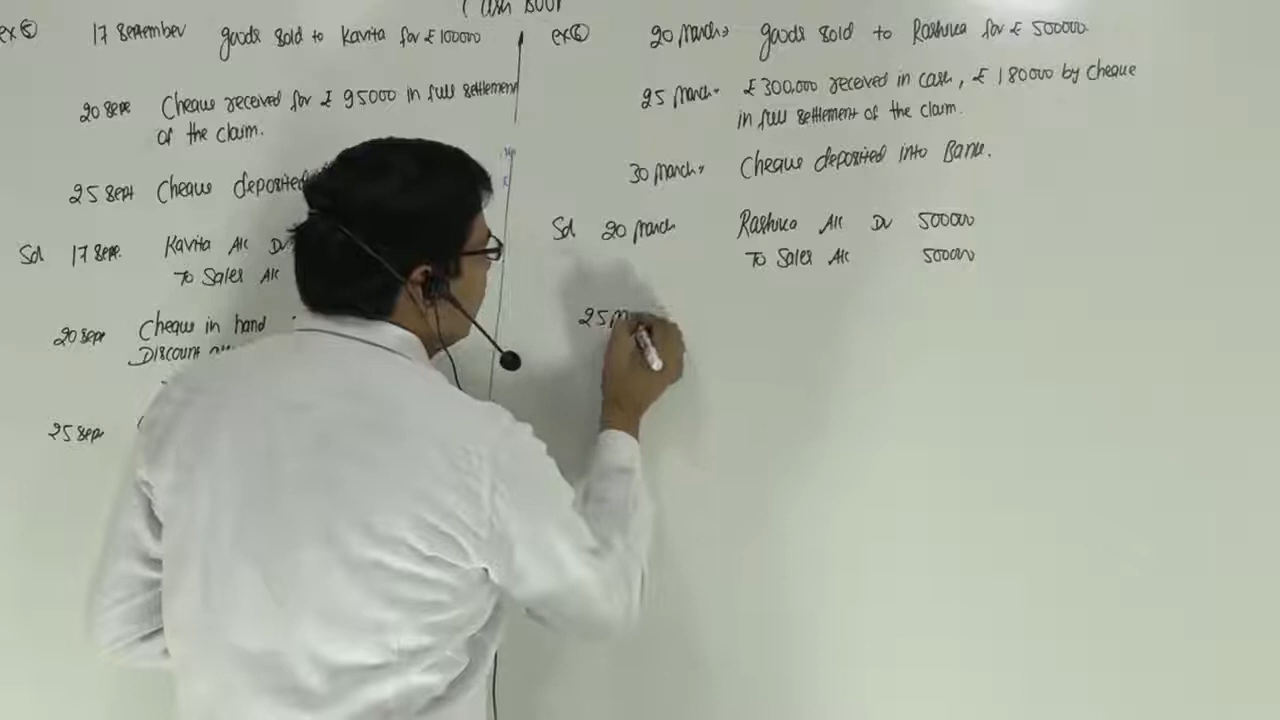 Cash Book
ex⑤ 17 September goods sold to Kavita for £ 100000
20 Sept Cheque received for £ 95000 in full settlement
of the claim.
25 Sept Cheque deposited
Sol 17 Sept. Kavita A/c D
To Sales A/c
20 Sept Cheque in hand
Discount
25 Sept
ex⑥ 20 March goods sold to Rashika for £ 500000
25 March £ 300,000 received in cash, £ 180000 by cheque
in full settlement of the claim.
30 March Cheque deposited into Bank.
Sol 20 March Rashika A/c Dr 500000
To Sales A/c 500000
25 M